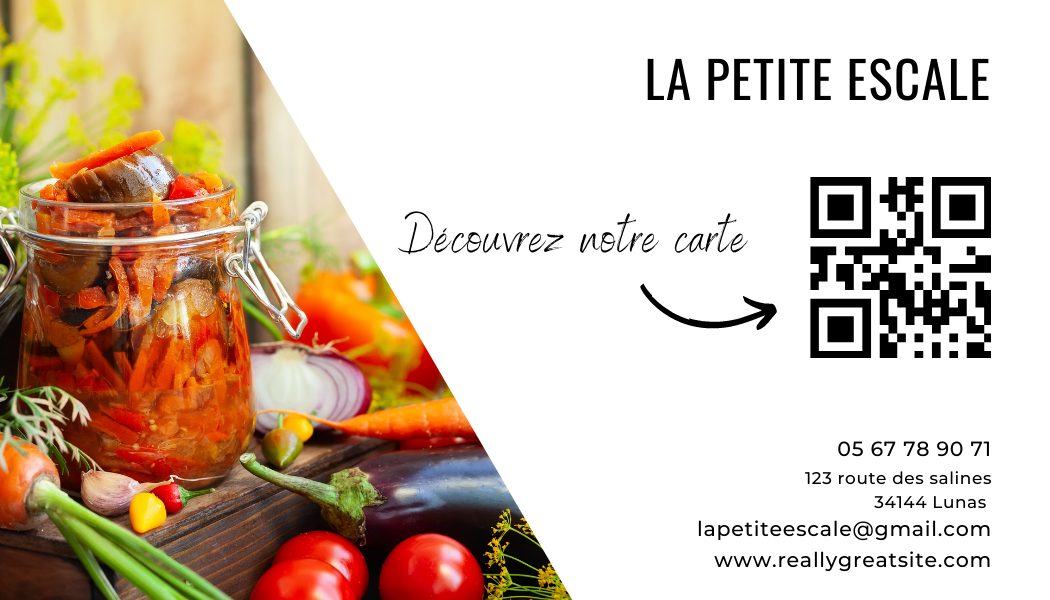 LA PETITE ESCALE
Découvrez notre carte
05 67 78 90 71
123 route des salines
34144 Lunas
lapetiteescale@gmail.com
www.reallygreatsite.com